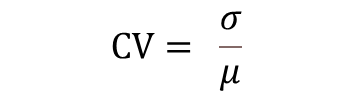 CV = σ/μ